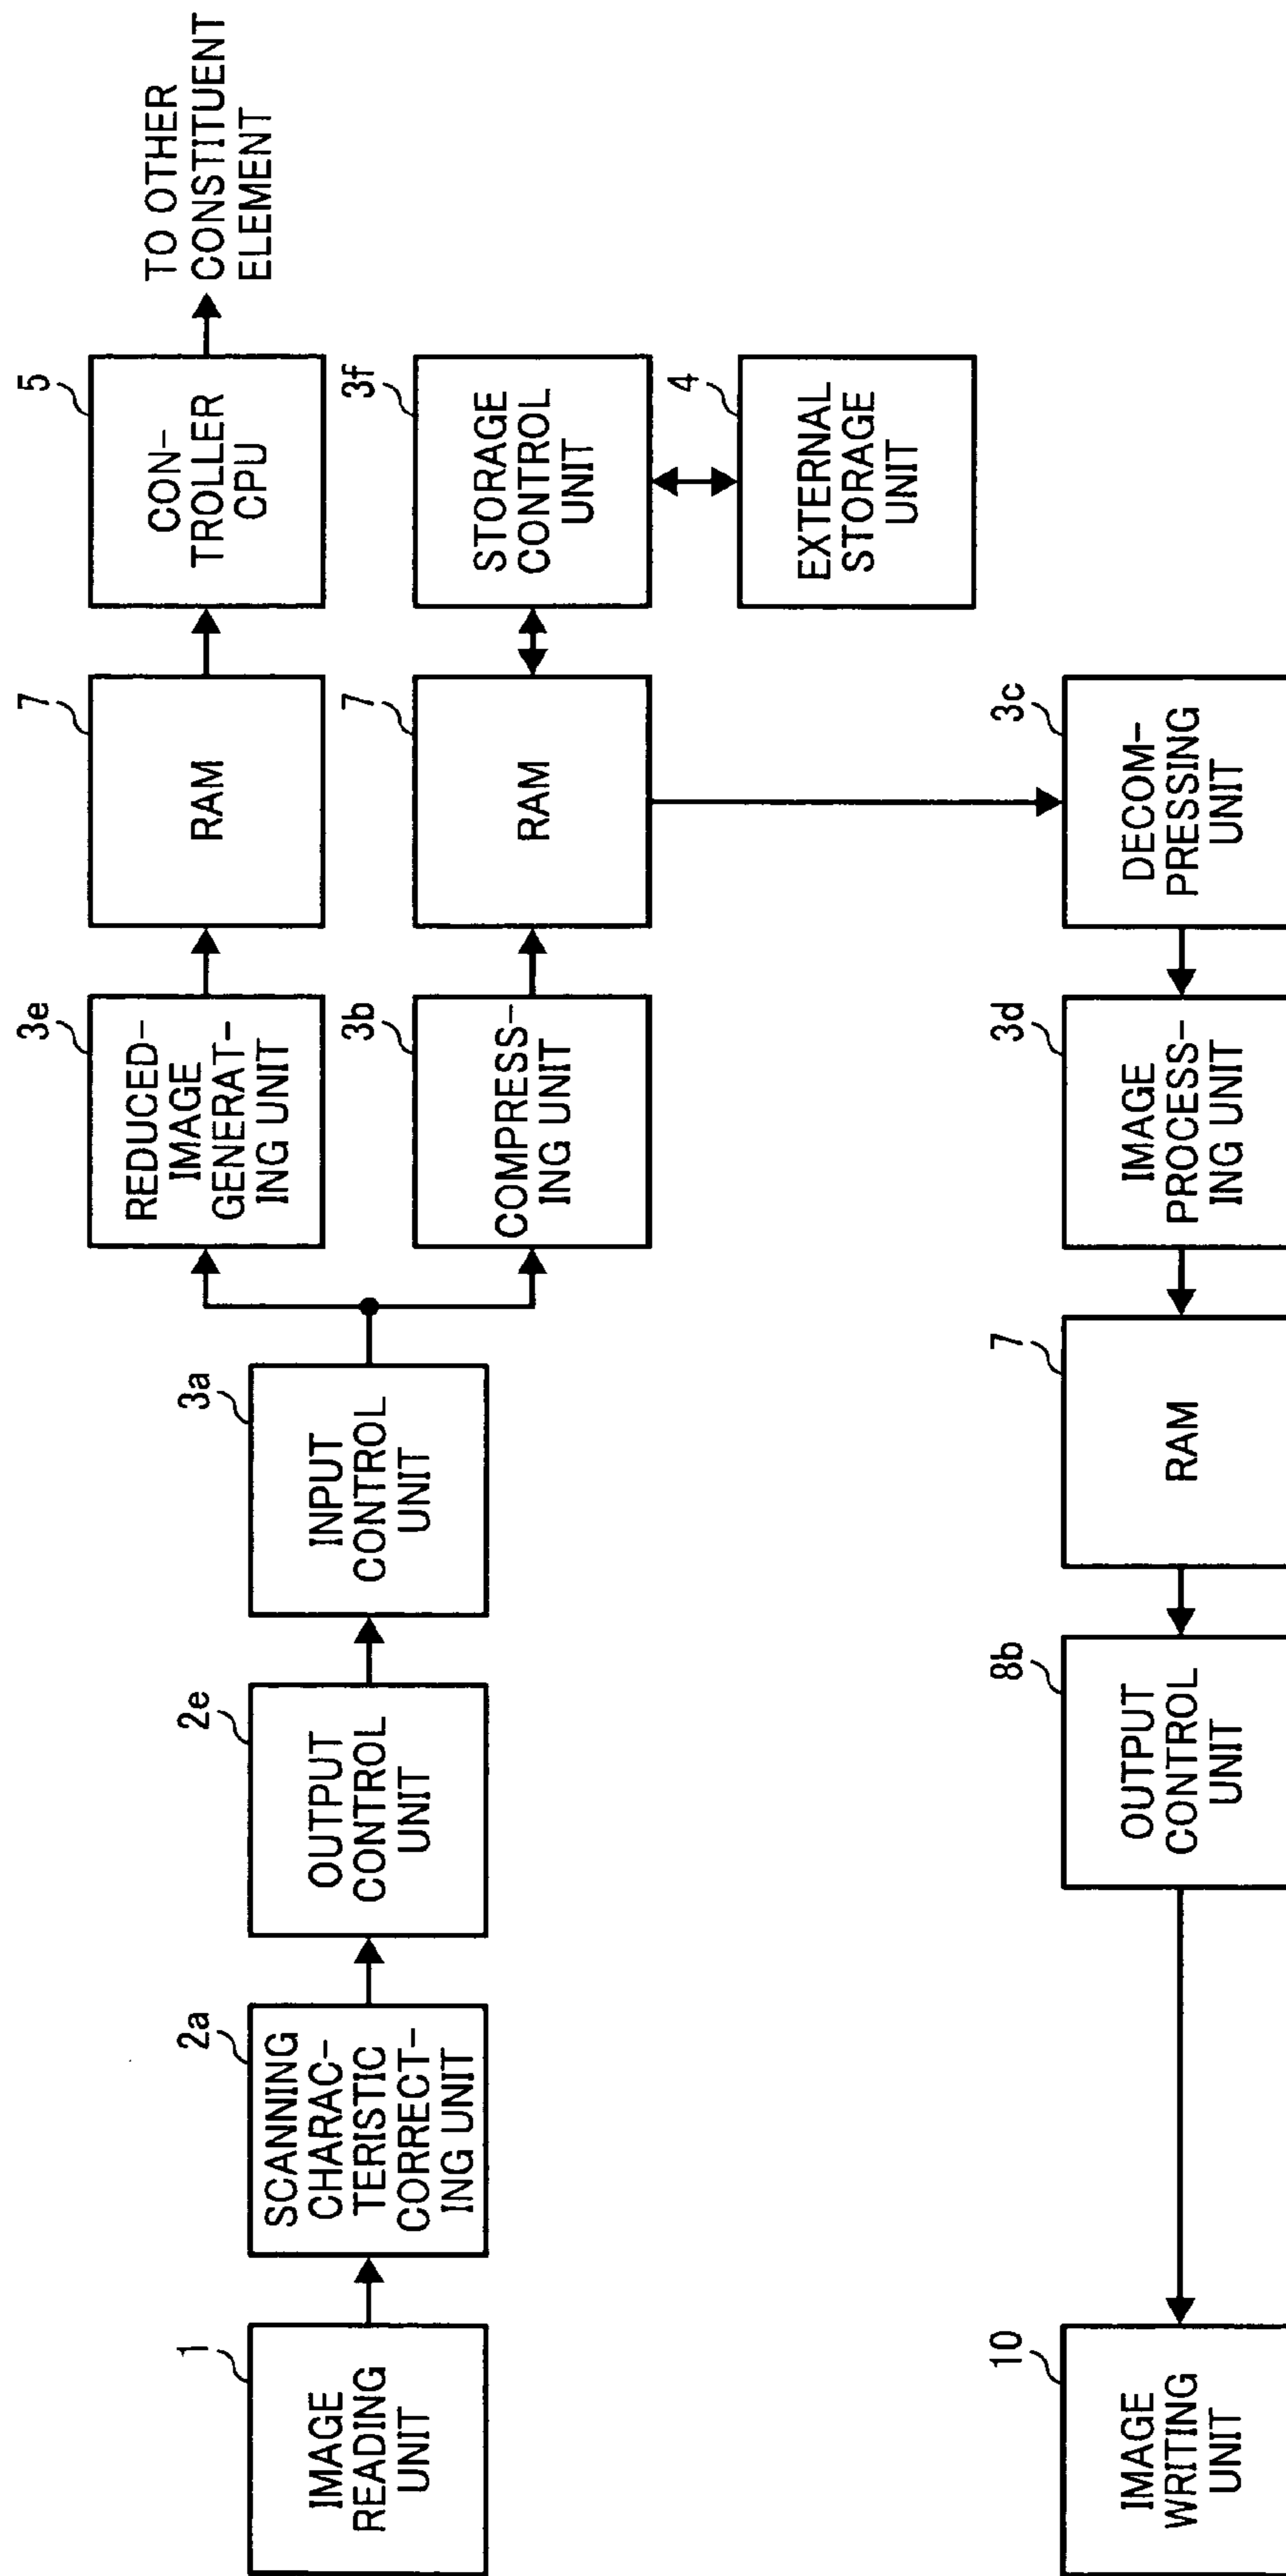 1
IMAGE
READING
UNIT
2a
SCANNING
CHARAC-
TERISTIC
CORRECT-
ING UNIT
2e
OUTPUT
CONTROL
UNIT
3a
INPUT
CONTROL
UNIT
3e
REDUCED-
IMAGE
GENERAT-
ING UNIT
7
RAM
5
CON-
TROLLER
CPU
TO OTHER
CONSTITUENT
ELEMENT
3b
COMPRESS-
ING UNIT
7
RAM
3f
STORAGE
CONTROL
UNIT
4
EXTERNAL
STORAGE
UNIT
3c
DECOM-
PRESSING
UNIT
3d
IMAGE
PROCESS-
ING UNIT
7
RAM
8b
OUTPUT
CONTROL
UNIT
10
IMAGE
WRITING
UNIT